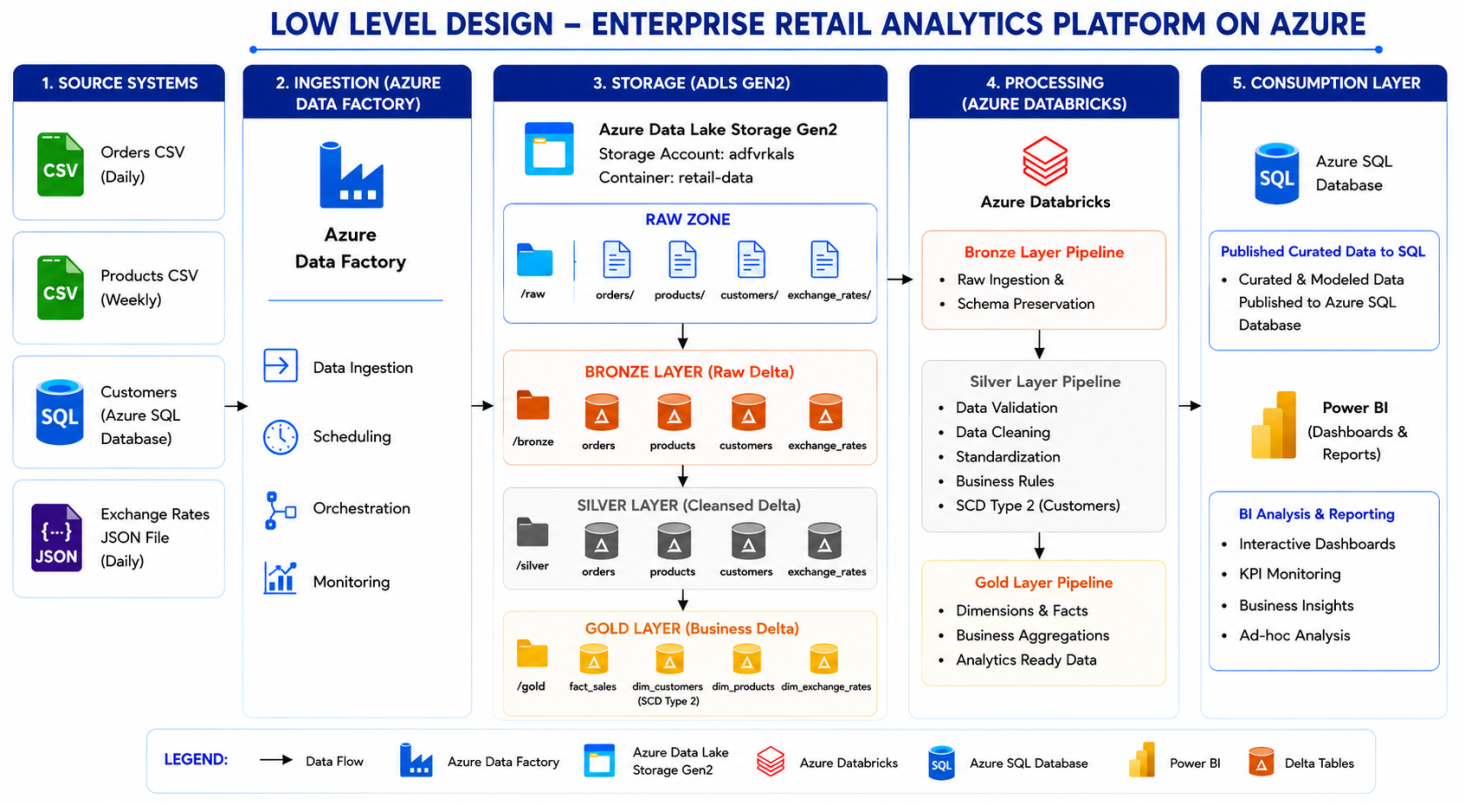 LOW LEVEL DESIGN – ENTERPRISE RETAIL ANALYTICS PLATFORM ON AZURE
1. SOURCE SYSTEMS
CSV
Orders CSV
(Daily)
CSV
Products CSV
(Weekly)
SQL
Customers
(Azure SQL
Database)
{...}
JSON
Exchange Rates
JSON File
(Daily)
2. INGESTION (AZURE
DATA FACTORY)
Azure
Data Factory
Data Ingestion
Scheduling
Orchestration
Monitoring
3. STORAGE (ADLS GEN2)
Azure Data Lake Storage Gen2
Storage Account: adfvrkals
Container: retail-data
RAW ZONE
/raw
orders/
products/
customers/
exchange_rates/
BRONZE LAYER (Raw Delta)
/bronze
orders
products
customers
exchange_rates
SILVER LAYER (Cleansed Delta)
/silver
orders
products
customers
exchange_rates
GOLD LAYER (Business Delta)
/gold
fact_sales
dim_customers
(SCD Type 2)
dim_products
dim_exchange_rates
4. PROCESSING
(AZURE DATABRICKS)
Azure Databricks
Bronze Layer Pipeline
• Raw Ingestion &
• Schema Preservation
Silver Layer Pipeline
• Data Validation
• Data Cleaning
• Standardization
• Business Rules
• SCD Type 2 (Customers)
Gold Layer Pipeline
• Dimensions & Facts
• Business Aggregations
• Analytics Ready Data
5. CONSUMPTION LAYER
SQL
Azure SQL
Database
Published Curated Data to SQL
• Curated & Modeled Data
Published to Azure SQL
Database
Power BI
(Dashboards &
Reports)
BI Analysis & Reporting
• Interactive Dashboards
• KPI Monitoring
• Business Insights
• Ad-hoc Analysis
LEGEND:
Data Flow
Azure Data Factory
Azure Data Lake
Storage Gen2
Azure Databricks
SQL
Azure SQL Database
Power BI
Delta Tables